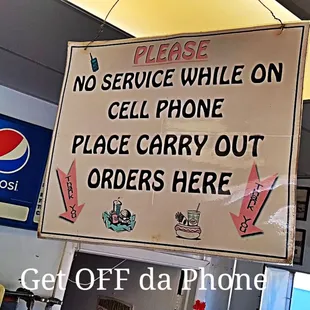 PLEASE
NO SERVICE WHILE ON
CELL PHONE
PLACE CARRY OUT
ORDERS HERE
THANK YOU
THANK YOU
psi
Get OFF da Phone